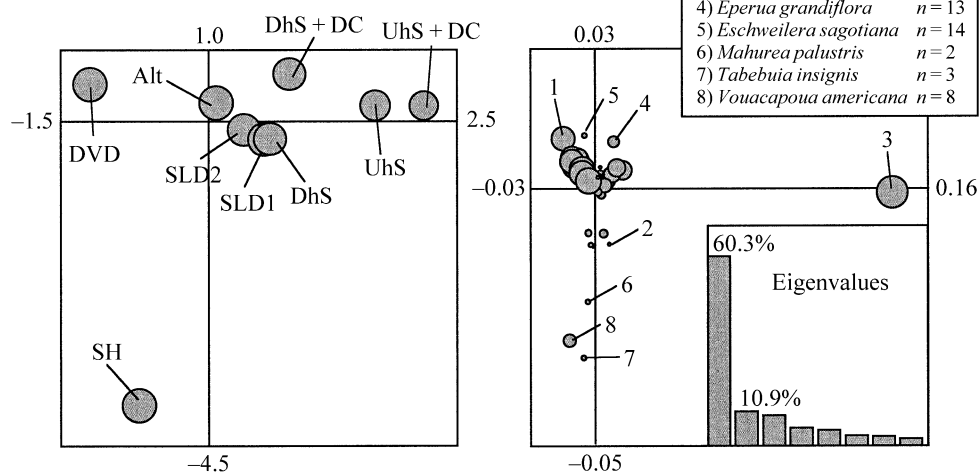 1.0
DhS + DC
UhS + DC
Alt
−1.5
2.5
DVD
SLD2
SLD1
DhS
UhS
SH
−4.5
4) Eperua grandiflora n = 13
5) Eschweilera sagotiana n = 14
6) Mahurea palustris n = 2
7) Tabebuia insignis n = 3
8) Vouacapoua americana n = 8
0.03
1
5
4
3
−0.03
0.16
2
6
8
7
60.3%
Eigenvalues
10.9%
−0.05